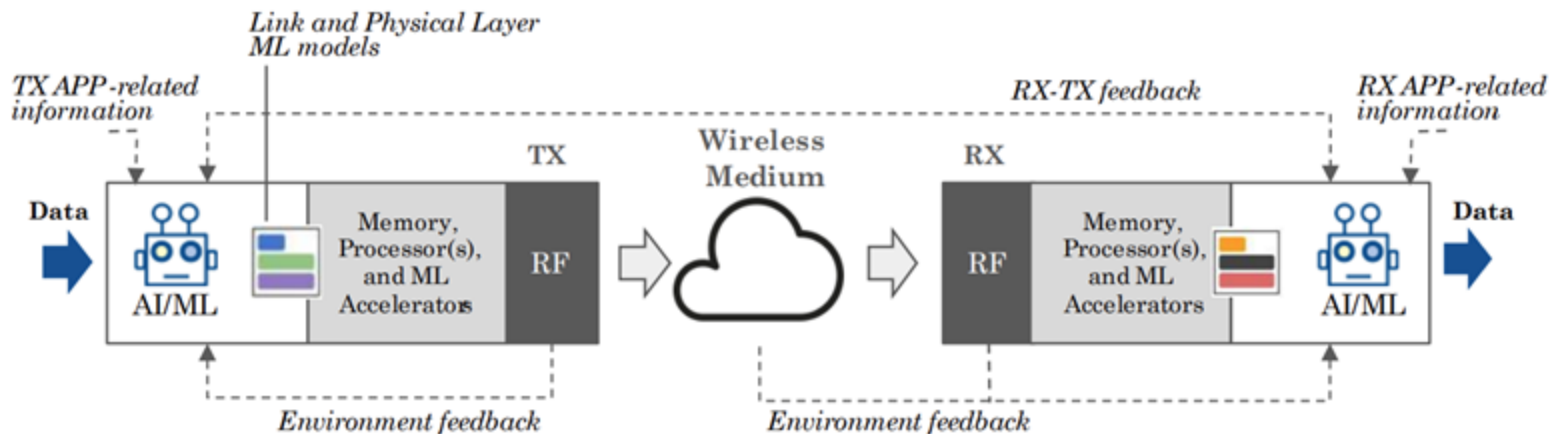 Link and Physical Layer
ML models
TX APP-related
information
RX-TX feedback
RX APP-related
information
TX
Wireless
Medium
RX
Data
AI/ML
Memory,
Processor(s),
and ML
Accelerators
RF
RF
Memory,
Processor(s),
and ML
Accelerators
AI/ML
Data
Environment feedback
Environment feedback